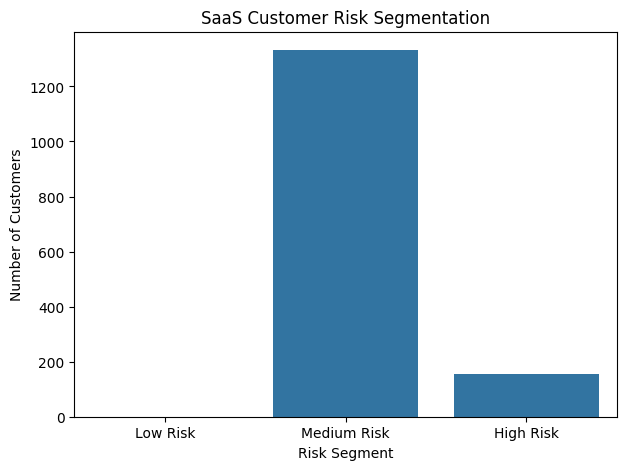 SaaS Customer Risk Segmentation
Number of Customers
1200
1000
800
600
400
200
0
Low Risk
Medium Risk
High Risk
Risk Segment